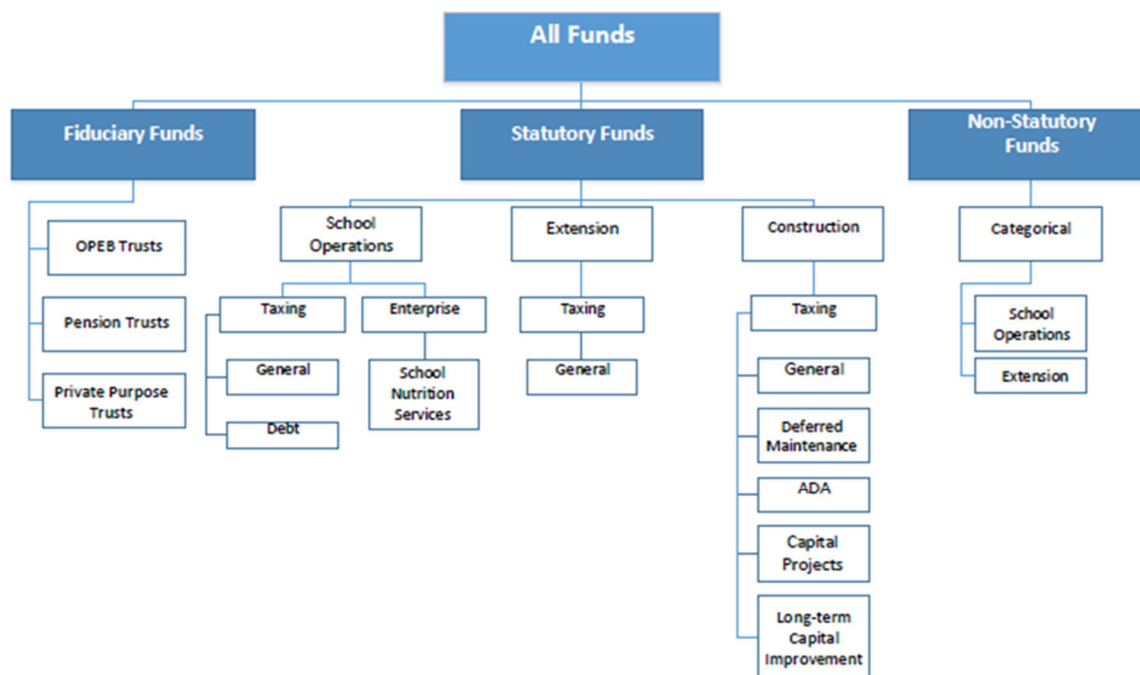 All Funds
Fiduciary Funds
Statutory Funds
Non-Statutory
Funds
OPEB Trusts
Pension Trusts
Private Purpose
Trusts
School
Operations
Extension
Construction
Categorical
Taxing
Enterprise
Taxing
Taxing
School
Operations
General
School
Nutrition
Services
General
General
Extension
Debt
Deferred
Maintenance
ADA
Capital
Projects
Long-term
Capital
Improvement